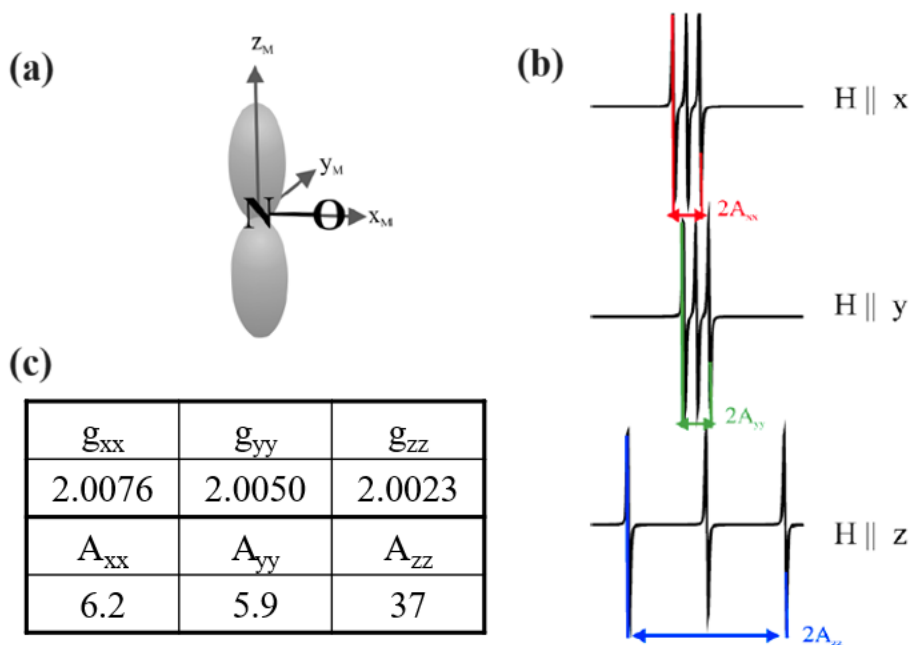 (a)
z_M
y_M
N O x_M
(b)
H || x
2A_xx
H || y
2A_yy
H || z
2A_zz
(c)
g_xx g_yy g_zz
2.0076 2.0050 2.0023
A_xx A_yy A_zz
6.2 5.9 37